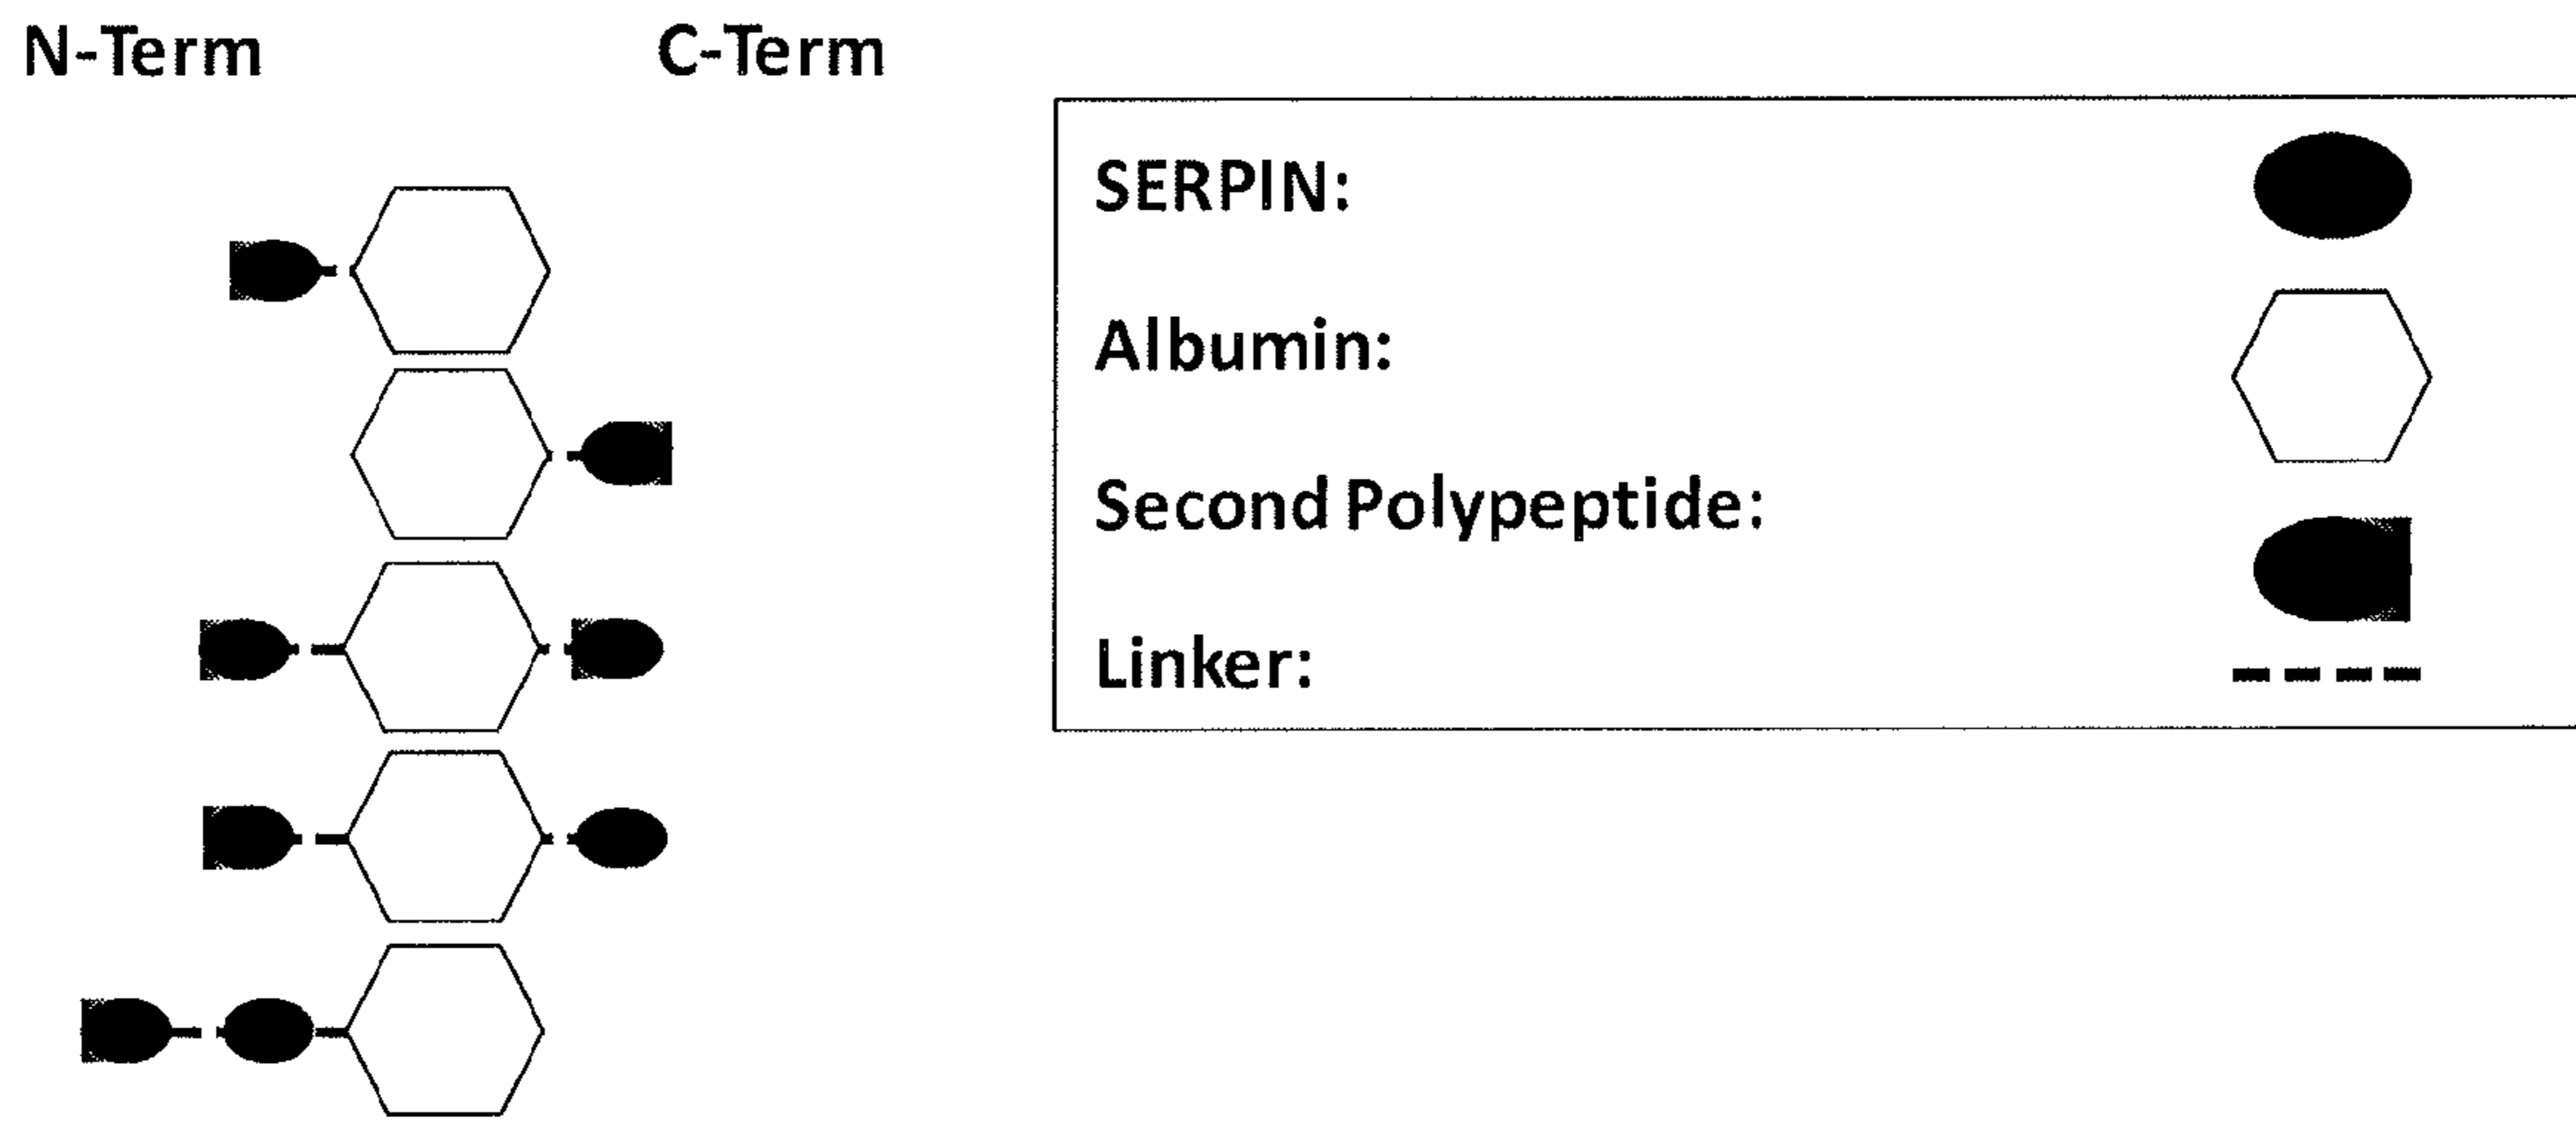 N-Term C-Term
SERPIN:
Albumin:
Second Polypeptide:
Linker: